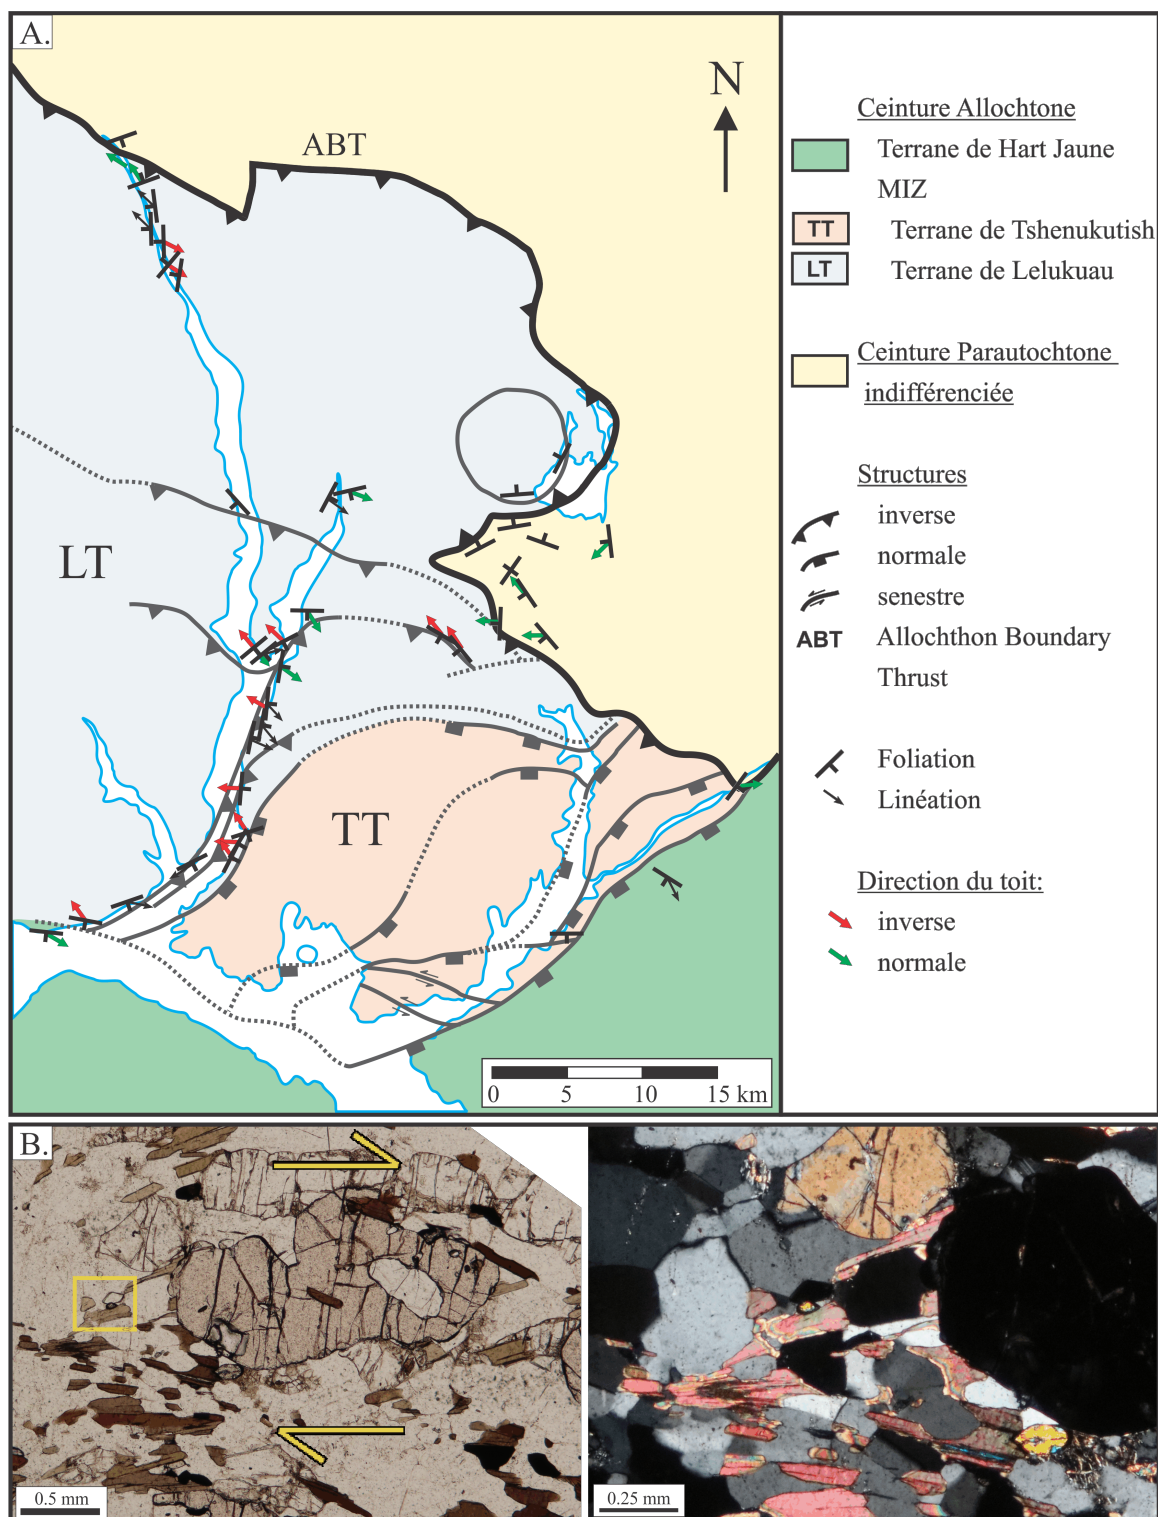 A.
N
ABT
LT
TT
0 5 10 15 km
Ceinture Allochtone
Terrane de Hart Jaune
MIZ
TT Terrane de Tshenukutish
LT Terrane de Lelukuau
Ceinture Parautochtone
indifférenciée
Structures
inverse
normale
senestre
ABT Allochthon Boundary
Thrust
Foliation
Linéation
Direction du toit:
inverse
normale
B.
0.5 mm
0.25 mm